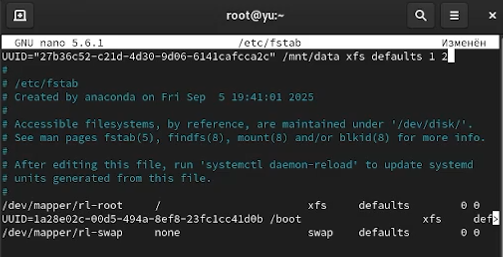 root@yu:~
GNU nano 5.6.1 /etc/fstab Изменён
UUID="27b36c52-c21d-4d30-9d06-6141cafcca2c" /mnt/data xfs defaults 1 2
#
# /etc/fstab
# Created by anaconda on Fri Sep  5 19:41:01 2025
#
# Accessible filesystems, by reference, are maintained under '/dev/disk/'.
# See man pages fstab(5), findfs(8), mount(8) and/or blkid(8) for more info.
#
# After editing this file, run 'systemctl daemon-reload' to update systemd
# units generated from this file.
#
/dev/mapper/rl-root / xfs defaults 0 0
UUID=1a28e02c-00d5-494a-8ef8-23fc1cc41d0b /boot xfs def>
/dev/mapper/rl-swap none swap defaults 0 0